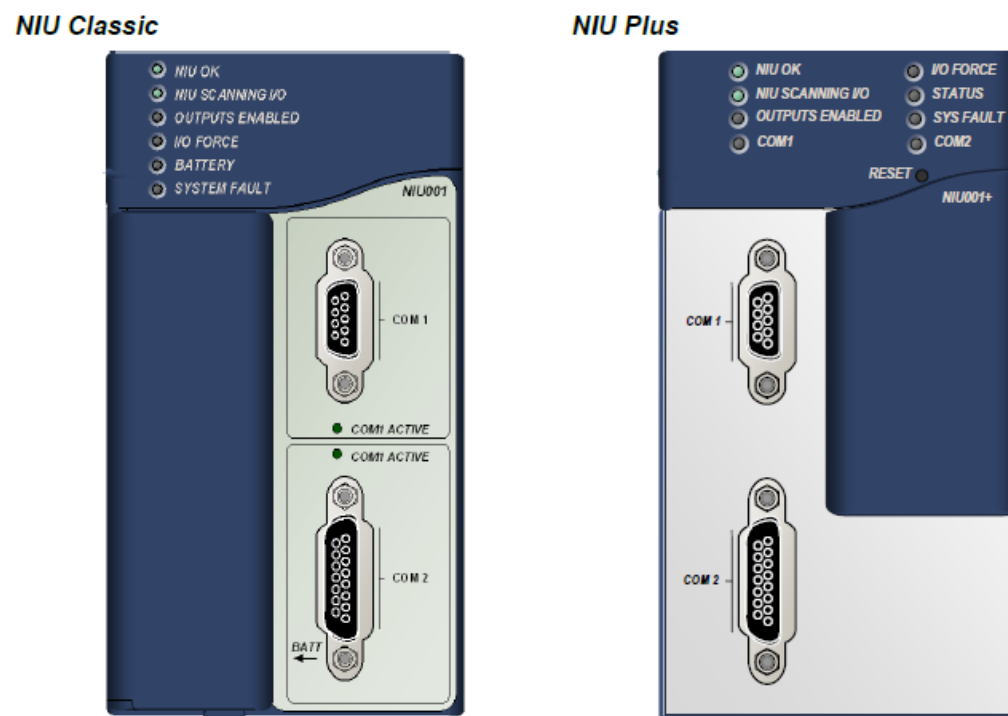 NIU Classic
NIU OK
NIU SCANNING I/O
OUTPUTS ENABLED
I/O FORCE
BATTERY
SYSTEM FAULT
NIU001
COM 1
COM1 ACTIVE
COM1 ACTIVE
COM 2
BATT
NIU Plus
NIU OK
NIU SCANNING I/O
OUTPUTS ENABLED
COM1
I/O FORCE
STATUS
SYS FAULT
COM2
RESET
NIU001+
COM 1
COM 2